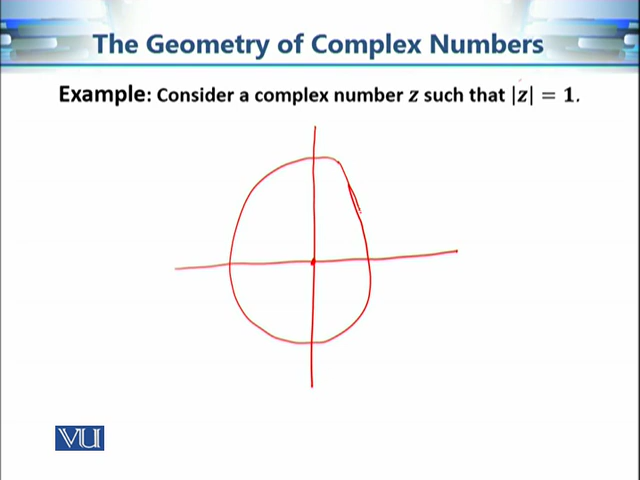 The Geometry of Complex Numbers
Example: Consider a complex number z such that |z| = 1.
VU